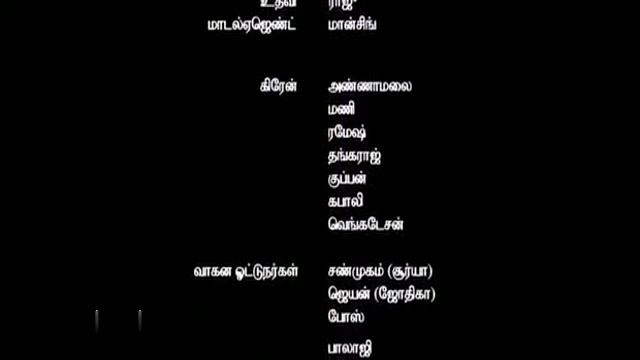 உதவி ராஜு
மாடல்ஏஜெண்ட் மான்சிங்
கிரேன் அண்ணாமலை
மணி
ரமேஷ்
தங்கராஜ்
குப்பன்
கபாலி
வெங்கடேசன்
வாகன ஓட்டுநர்கள் சண்முகம் (சூர்யா)
ஜெயன் (ஜோதிகா)
போஸ்
பாலாஜி